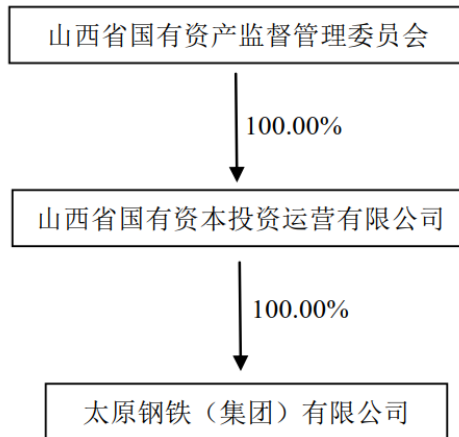 山西省国有资产监督管理委员会
100.00%
山西省国有资本投资运营有限公司
100.00%
太原钢铁（集团）有限公司